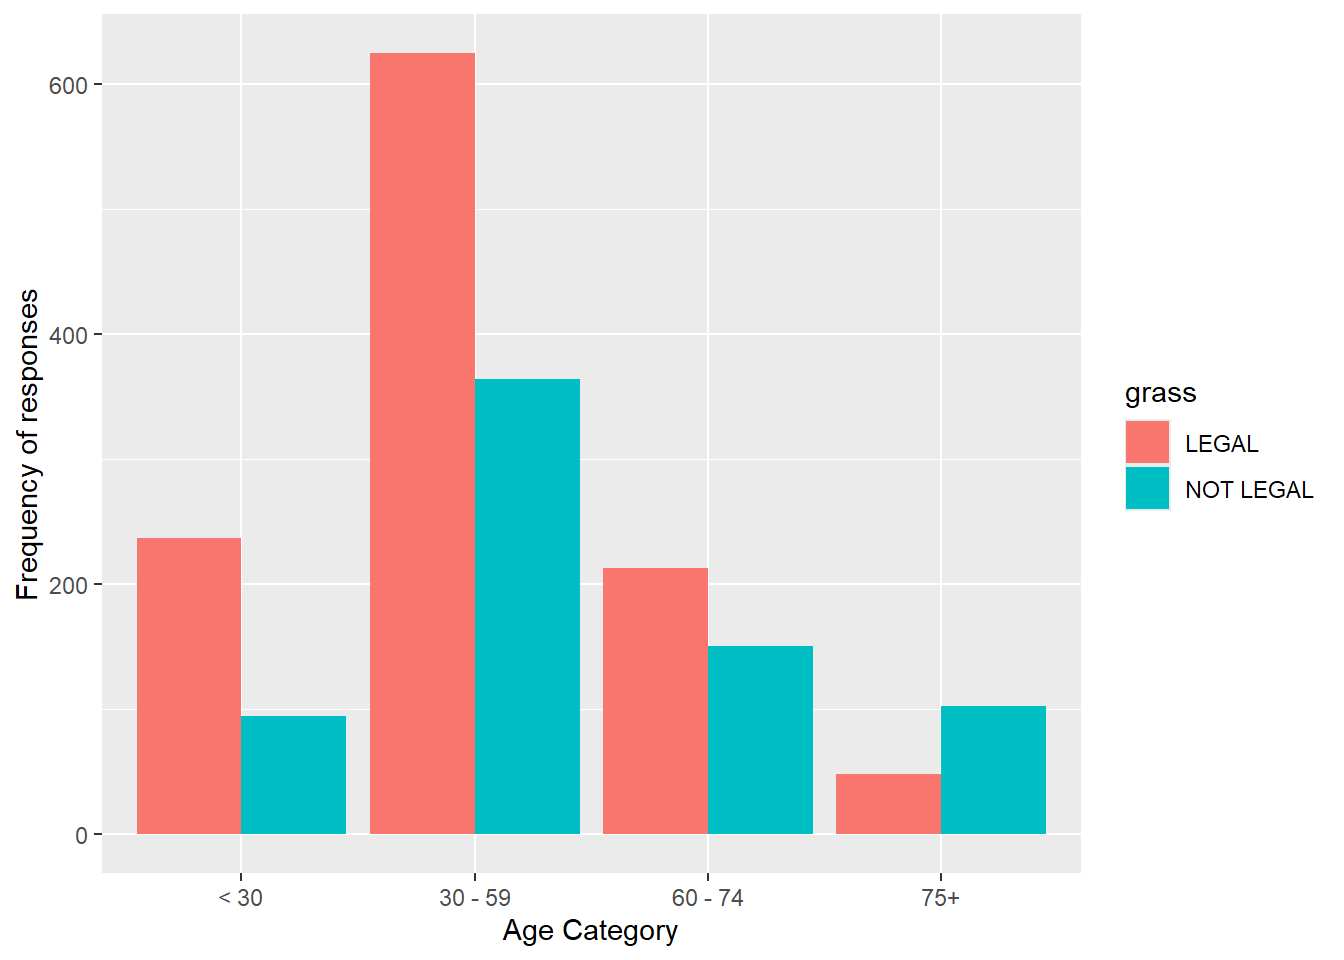 Frequency of responses
600
400
200
0
< 30
30 - 59
60 - 74
75+
Age Category
grass
LEGAL
NOT LEGAL